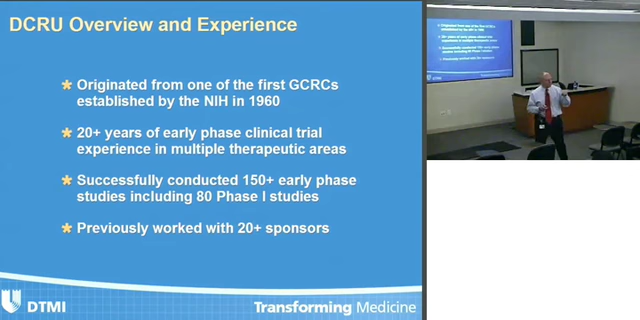 DCRU Overview and Experience
Originated from one of the first GCRCs
established by the NIH in 1960
20+ years of early phase clinical trial
experience in multiple therapeutic areas
Successfully conducted 150+ early phase
studies including 80 Phase I studies
Previously worked with 20+ sponsors
DTMI
Transforming Medicine